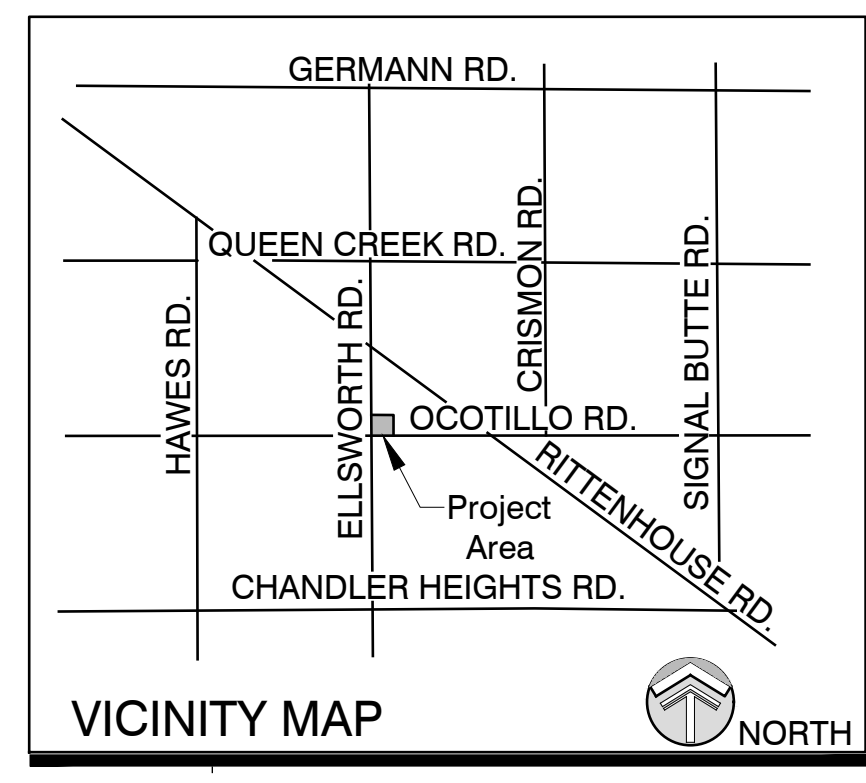 GERMANN RD.
QUEEN CREEK RD.
HAWES RD.
ELLSWORTH RD.
CRISMON RD.
SIGNAL BUTTE RD.
OCOTILLO RD.
RITTENHOUSE RD.
Project
Area
CHANDLER HEIGHTS RD.
VICINITY MAP
NORTH